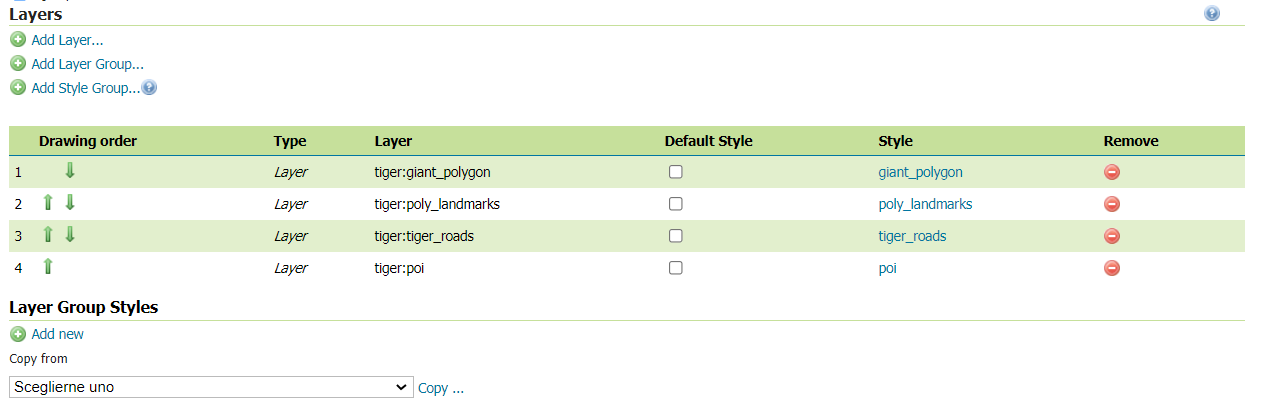 Layers
Add Layer...
Add Layer Group...
Add Style Group...
Drawing order Type Layer Default Style Style Remove
1 Layer tiger:giant_polygon giant_polygon
2 Layer tiger:poly_landmarks poly_landmarks
3 Layer tiger:tiger_roads tiger_roads
4 Layer tiger:poi poi
Layer Group Styles
Add new
Copy from
Sceglierne uno Copy ...